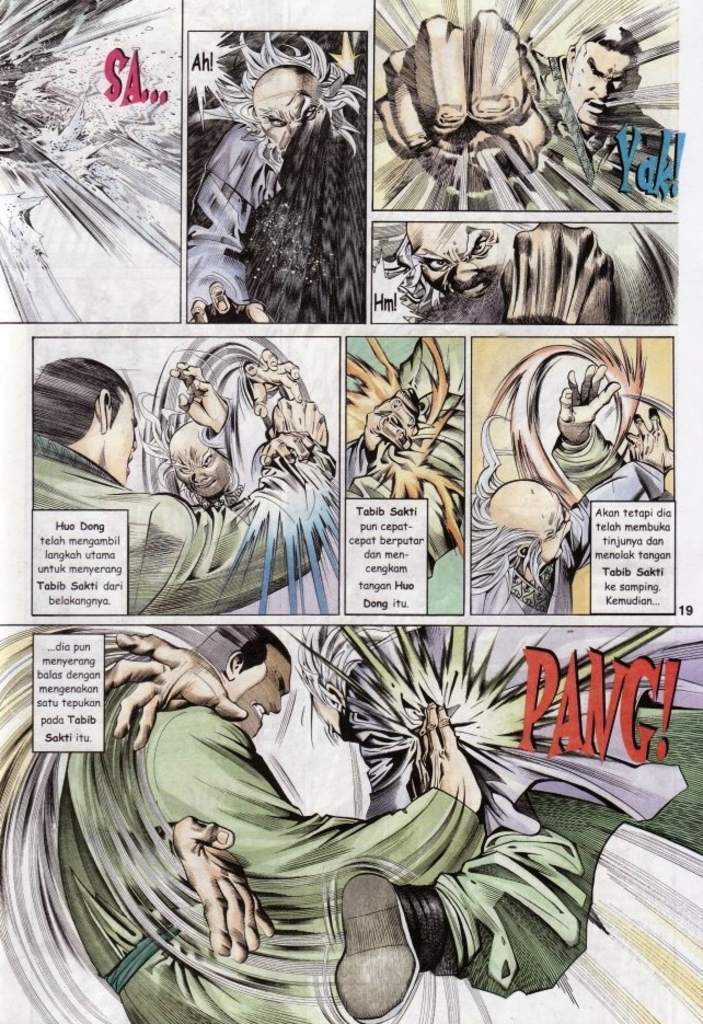 SA...
Ah!
Yak!
Hm!
Huo Dong
telah mengambil
langkah utama
untuk menyerang
Tabib Sakti dari
belakangnya.
Tabib Sakti
pun cepat-
cepat berputar
dan men-
cengkam
tangan Huo
Dong itu.
Akan tetapi dia
telah membuka
tinjunya dan
menolak tangan
Tabib Sakti
ke samping.
Kemudian...
19
...dia pun
menyerang
balas dengan
mengenakan
satu tepukan
pada Tabib
Sakti itu.
PANG!